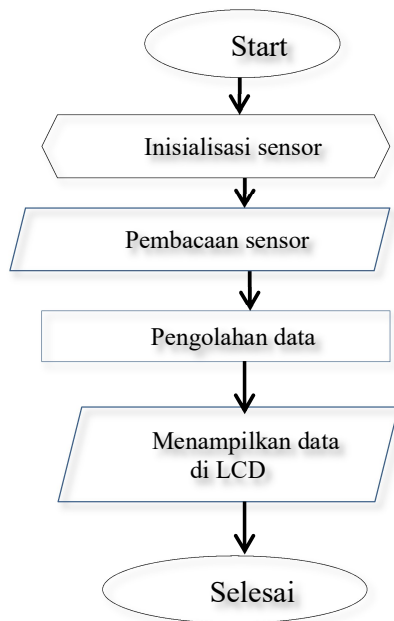 Start
Inisialisasi sensor
Pembacaan sensor
Pengolahan data
Menampilkan data
di LCD
Selesai